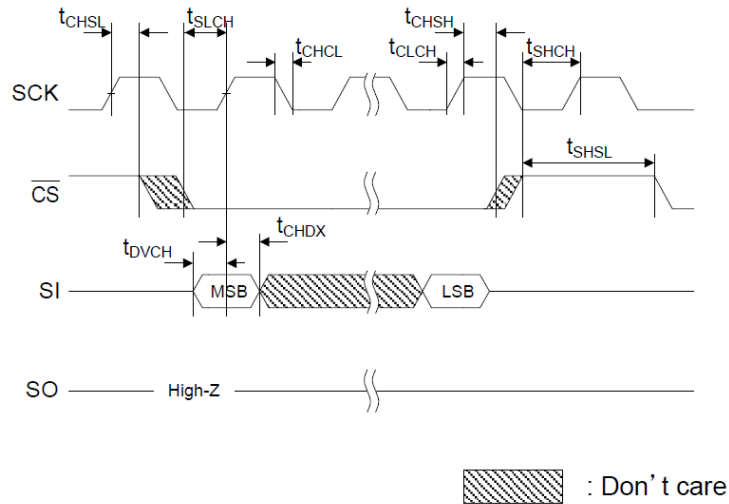 tCHSL tSLCH tCHSH
tCHCL tCLCH tSHCH
SCK
tSHSL
CS
tDVCH tCHDX
SI MSB LSB
SO High-Z
: Don't care